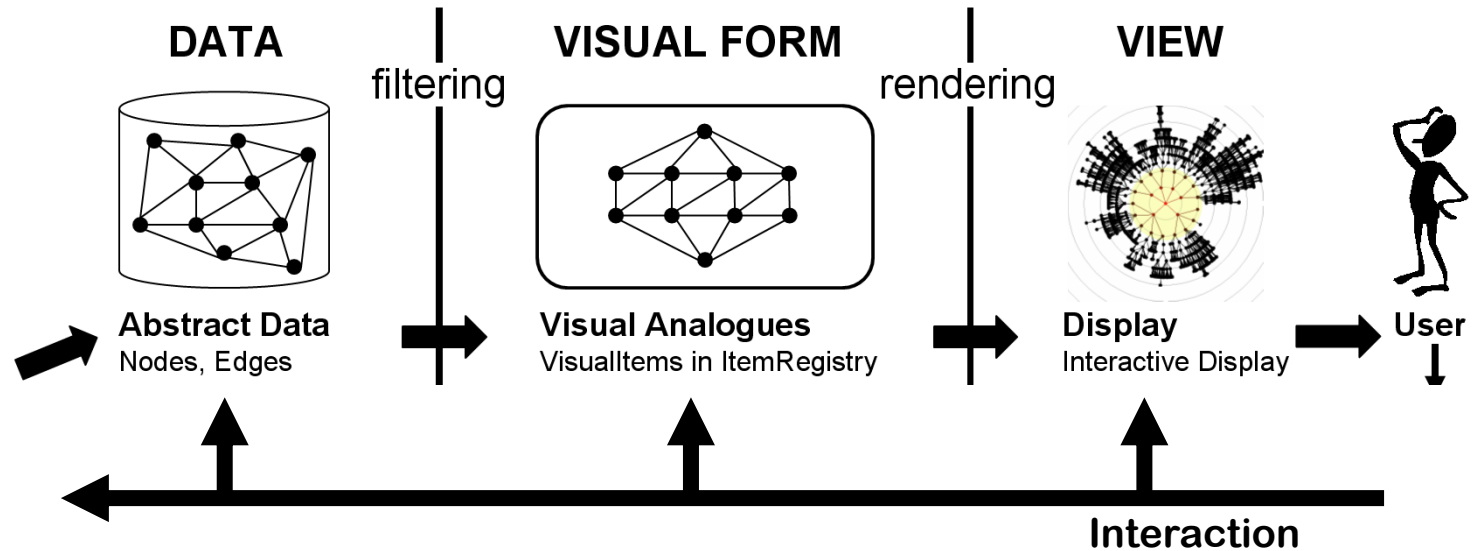 DATA
filtering
VISUAL FORM
rendering
VIEW
Abstract Data
Nodes, Edges
Visual Analogues
VisualItems in ItemRegistry
Display
Interactive Display
User
Interaction